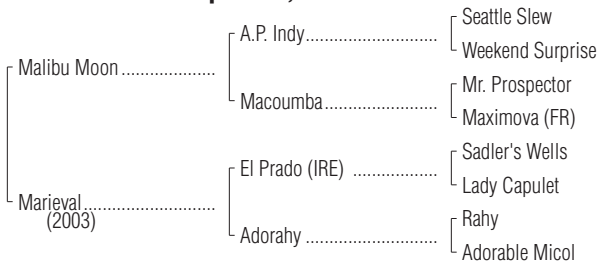 Seattle Slew
A.P. Indy
Weekend Surprise
Malibu Moon
Mr. Prospector
Macoumba
Maximova (FR)
Sadler's Wells
El Prado (IRE)
Lady Capulet
Marieval
(2003)
Rahy
Adorahy
Adorable Micol